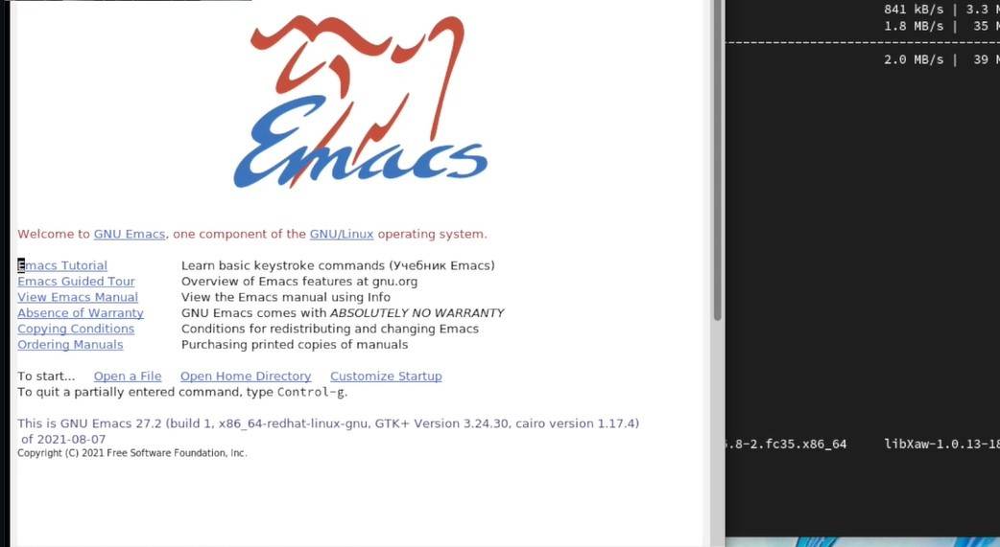 Emacs
Welcome to GNU Emacs, one component of the GNU/Linux operating system.
Emacs Tutorial Learn basic keystroke commands (Учебник Emacs)
Emacs Guided Tour Overview of Emacs features at gnu.org
View Emacs Manual View the Emacs manual using Info
Absence of Warranty GNU Emacs comes with ABSOLUTELY NO WARRANTY
Copying Conditions Conditions for redistributing and changing Emacs
Ordering Manuals Purchasing printed copies of manuals
To start... Open a File Open Home Directory Customize Startup
To quit a partially entered command, type Control-g.
This is GNU Emacs 27.2 (build 1, x86_64-redhat-linux-gnu, GTK+ Version 3.24.30, cairo version 1.17.4)
of 2021-08-07
Copyright (C) 2021 Free Software Foundation, Inc.
841 kB/s | 3.3 M
1.8 MB/s | 35 M
2.0 MB/s | 39 M
.8-2.fc35.x86_64 libXaw-1.0.13-18